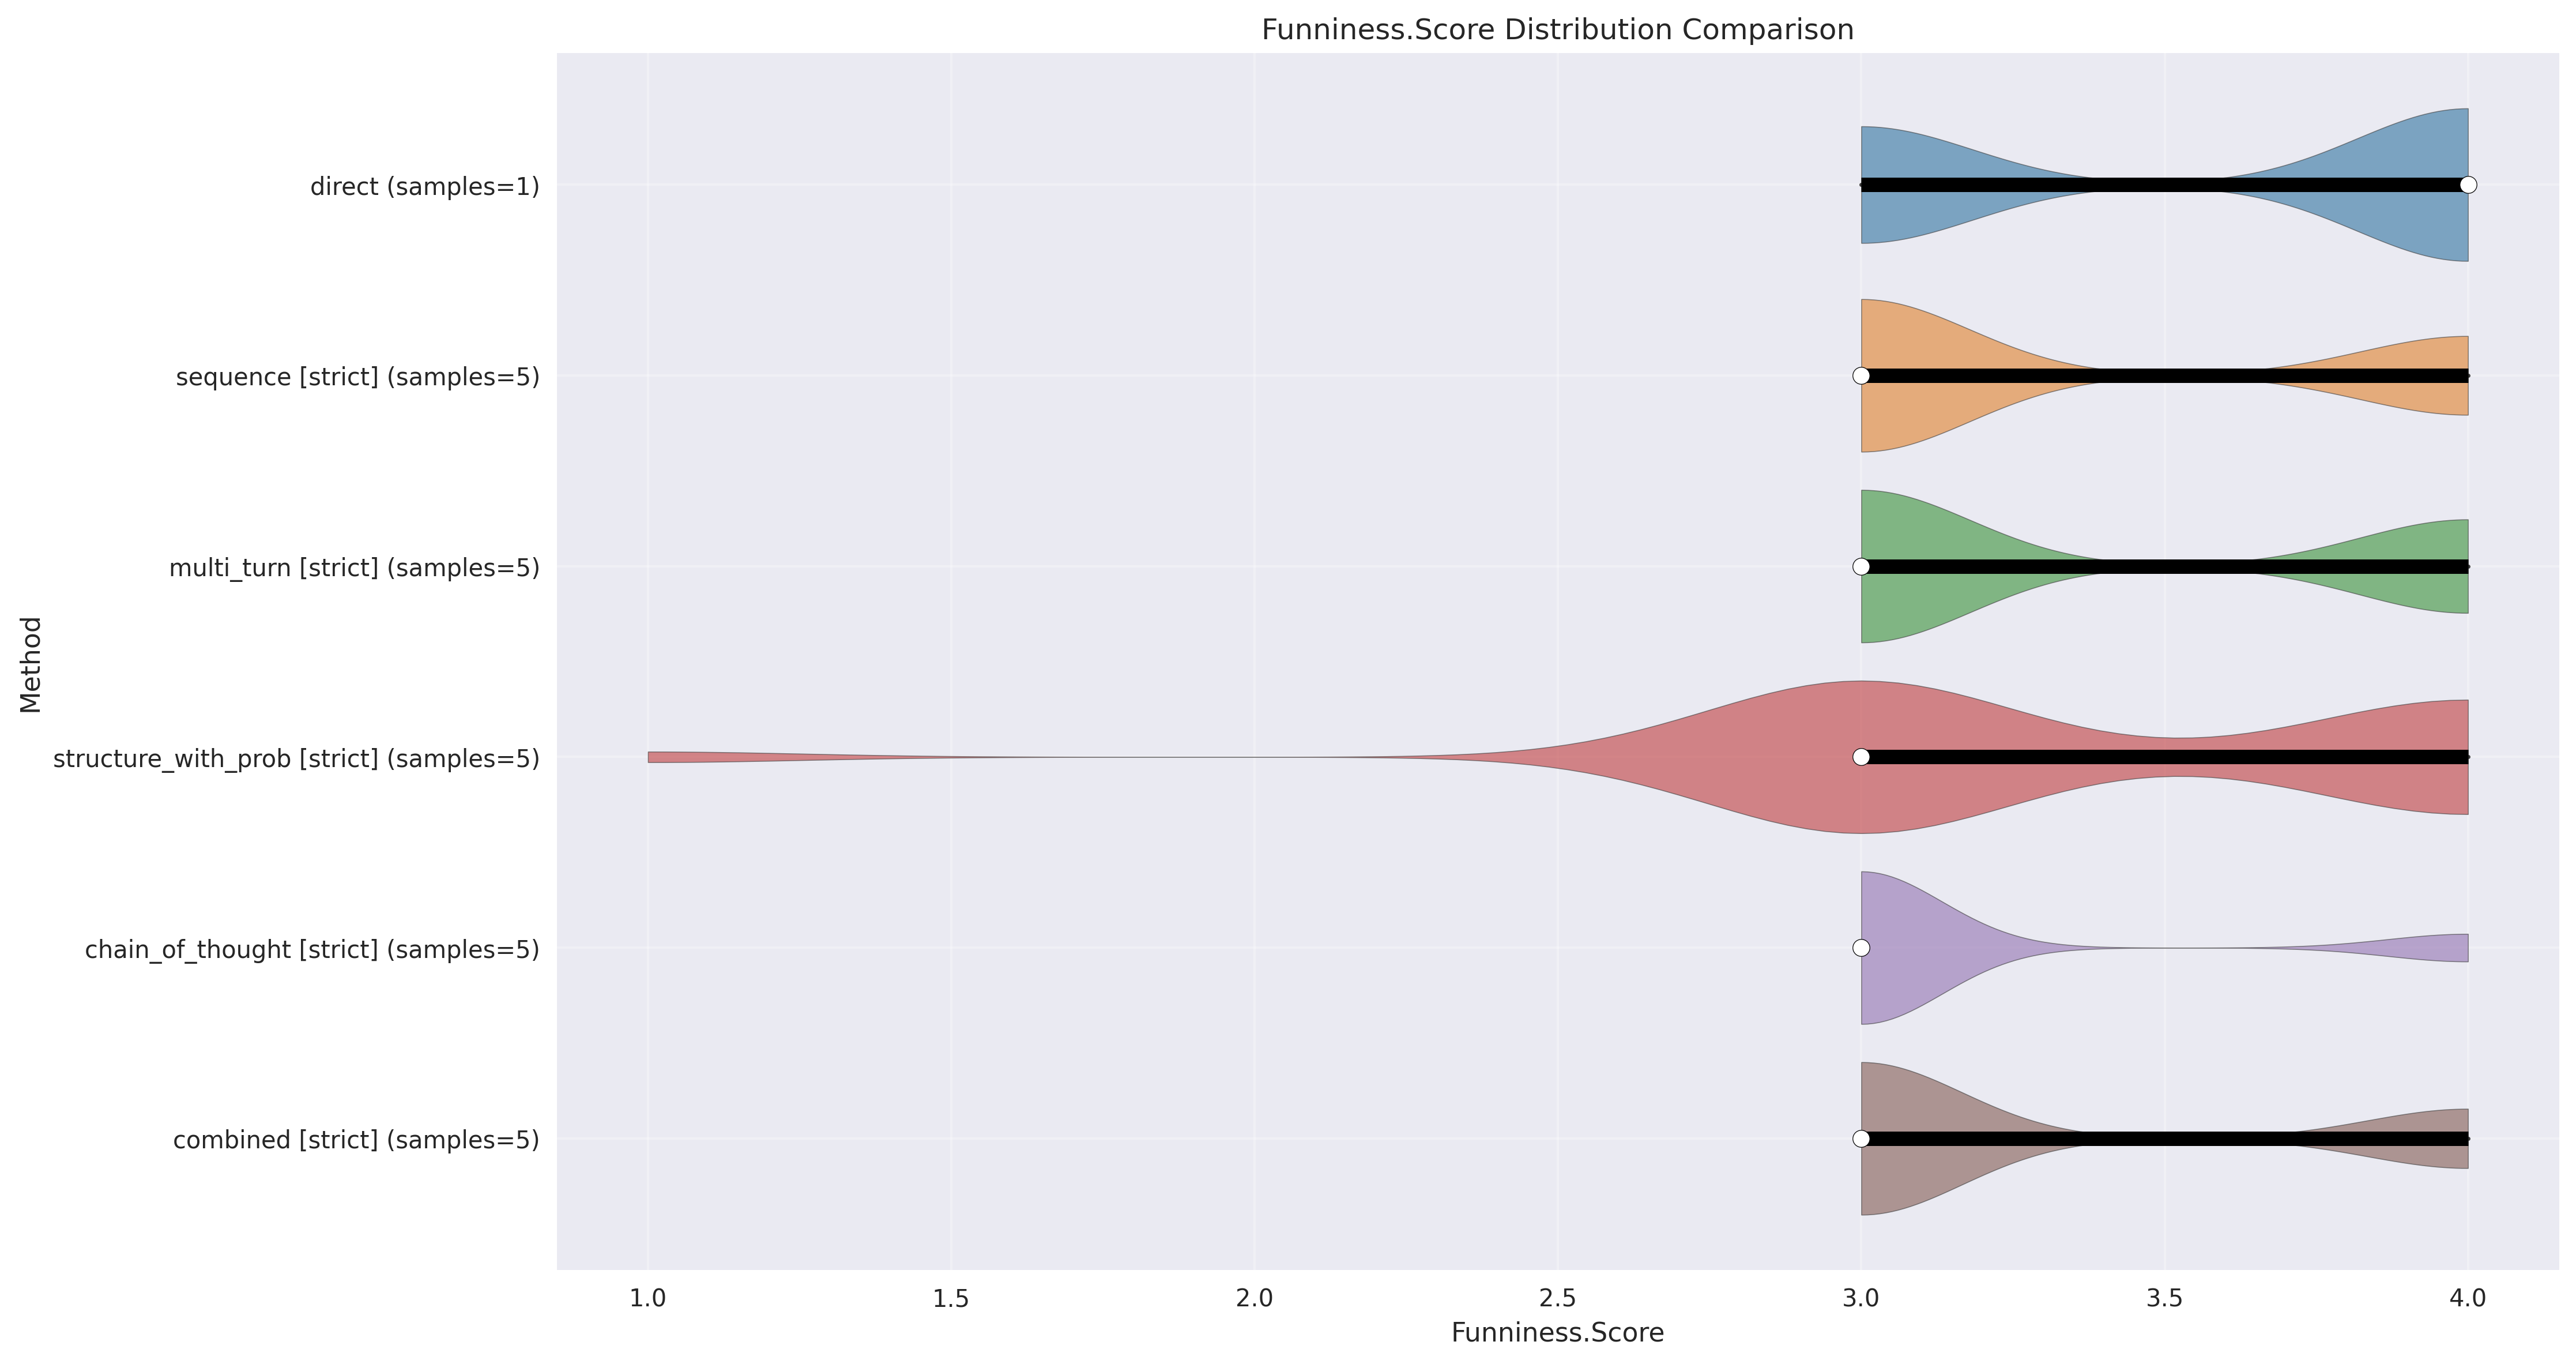 Funniness.Score Distribution Comparison
direct (samples=1)
sequence [strict] (samples=5)
multi_turn [strict] (samples=5)
Method
structure_with_prob [strict] (samples=5)
chain_of_thought [strict] (samples=5)
combined [strict] (samples=5)
1.0 1.5 2.0 2.5 3.0 3.5 4.0
Funniness.Score